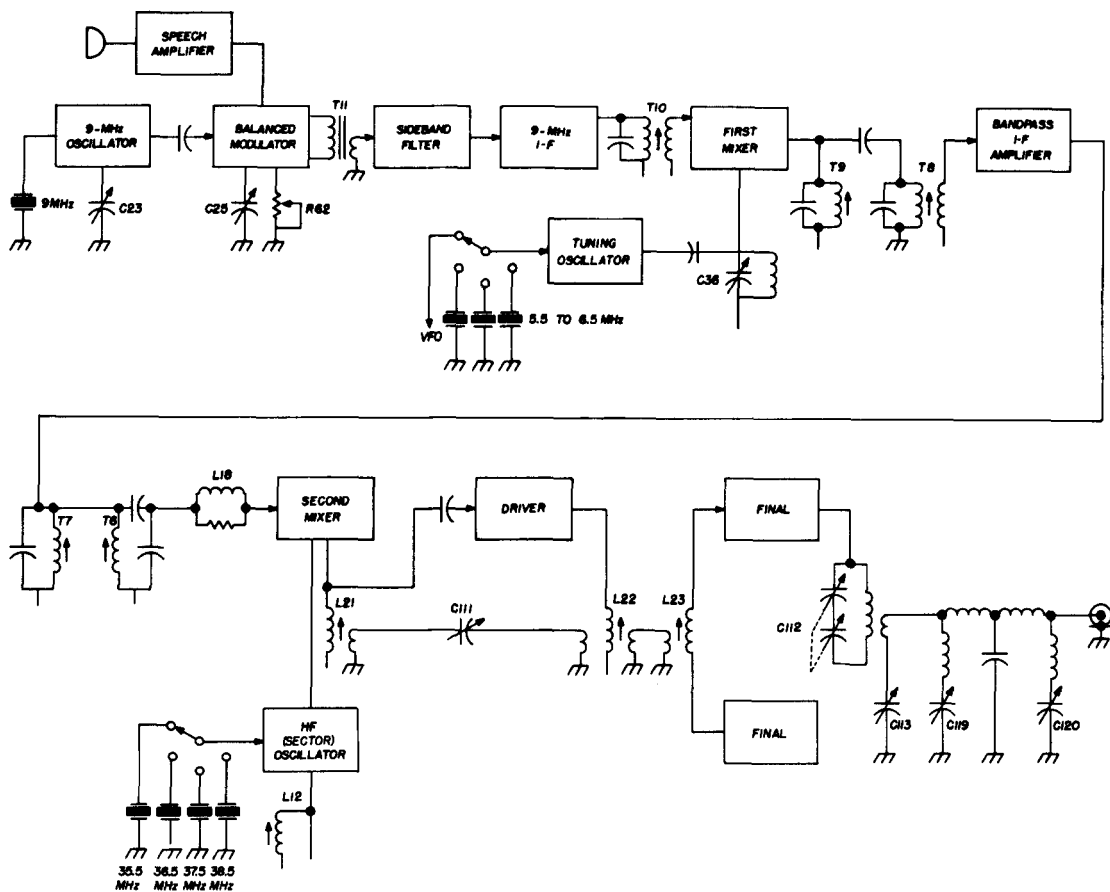 SPEECH
AMPLIFIER
9-MHz
OSCILLATOR
9MHz
C23
BALANCED
MODULATOR
C25
R62
T11
SIDEBAND
FILTER
9-MHz
I-F
T10
FIRST
MIXER
T9
T8
BANDPASS
I-F
AMPLIFIER
TUNING
OSCILLATOR
C36
VFO
5.5 TO 6.5 MHz
T7
T6
L18
SECOND
MIXER
DRIVER
FINAL
L21
C111
L22
L23
C112
C113
C119
C120
FINAL
HF
(SECTOR)
OSCILLATOR
L12
35.5
MHz
36.5
MHz
37.5
MHz
38.5
MHz